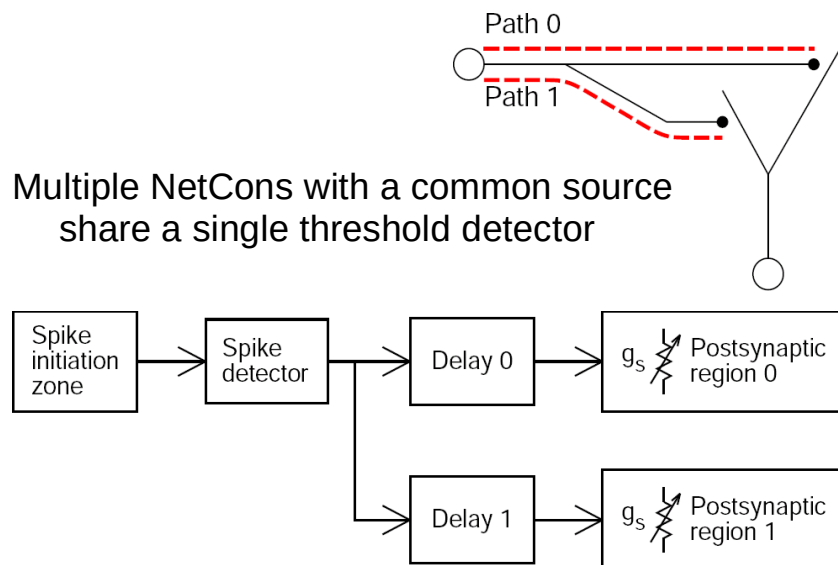 Path 0
Path 1
Multiple NetCons with a common source
share a single threshold detector
Spike
initiation
zone
Spike
detector
Delay 0
gs
Postsynaptic
region 0
Delay 1
gs
Postsynaptic
region 1